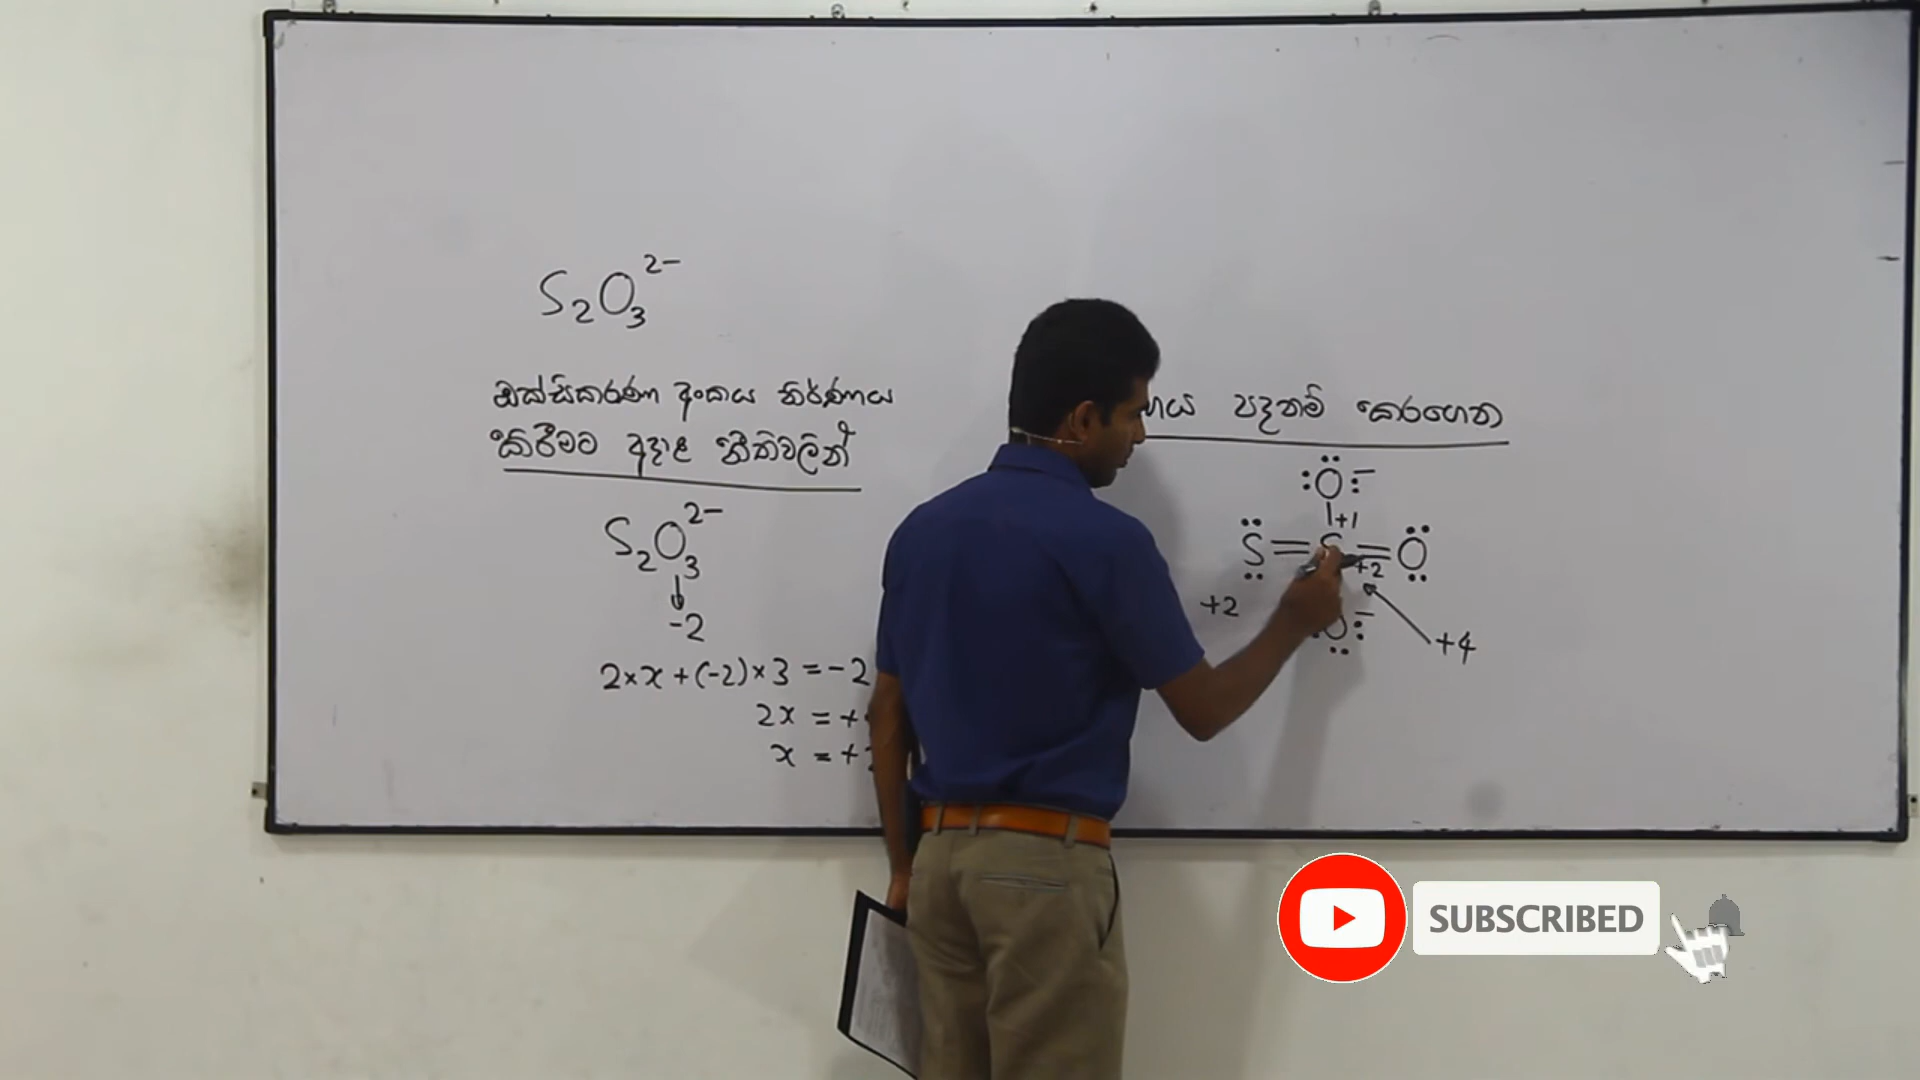 S₂O₃²⁻
ඔක්සිකරණ අංකය නිර්ණය
කිරීමට අදාළ නීතිවලින්
S₂O₃²⁻
-2
2×x + (-2)×3 = -2
2x = +
x = +
පදනම් කරගෙන
:O:⁻
+1
S = S = O
+2
+2
O:⁻
+4
SUBSCRIBED